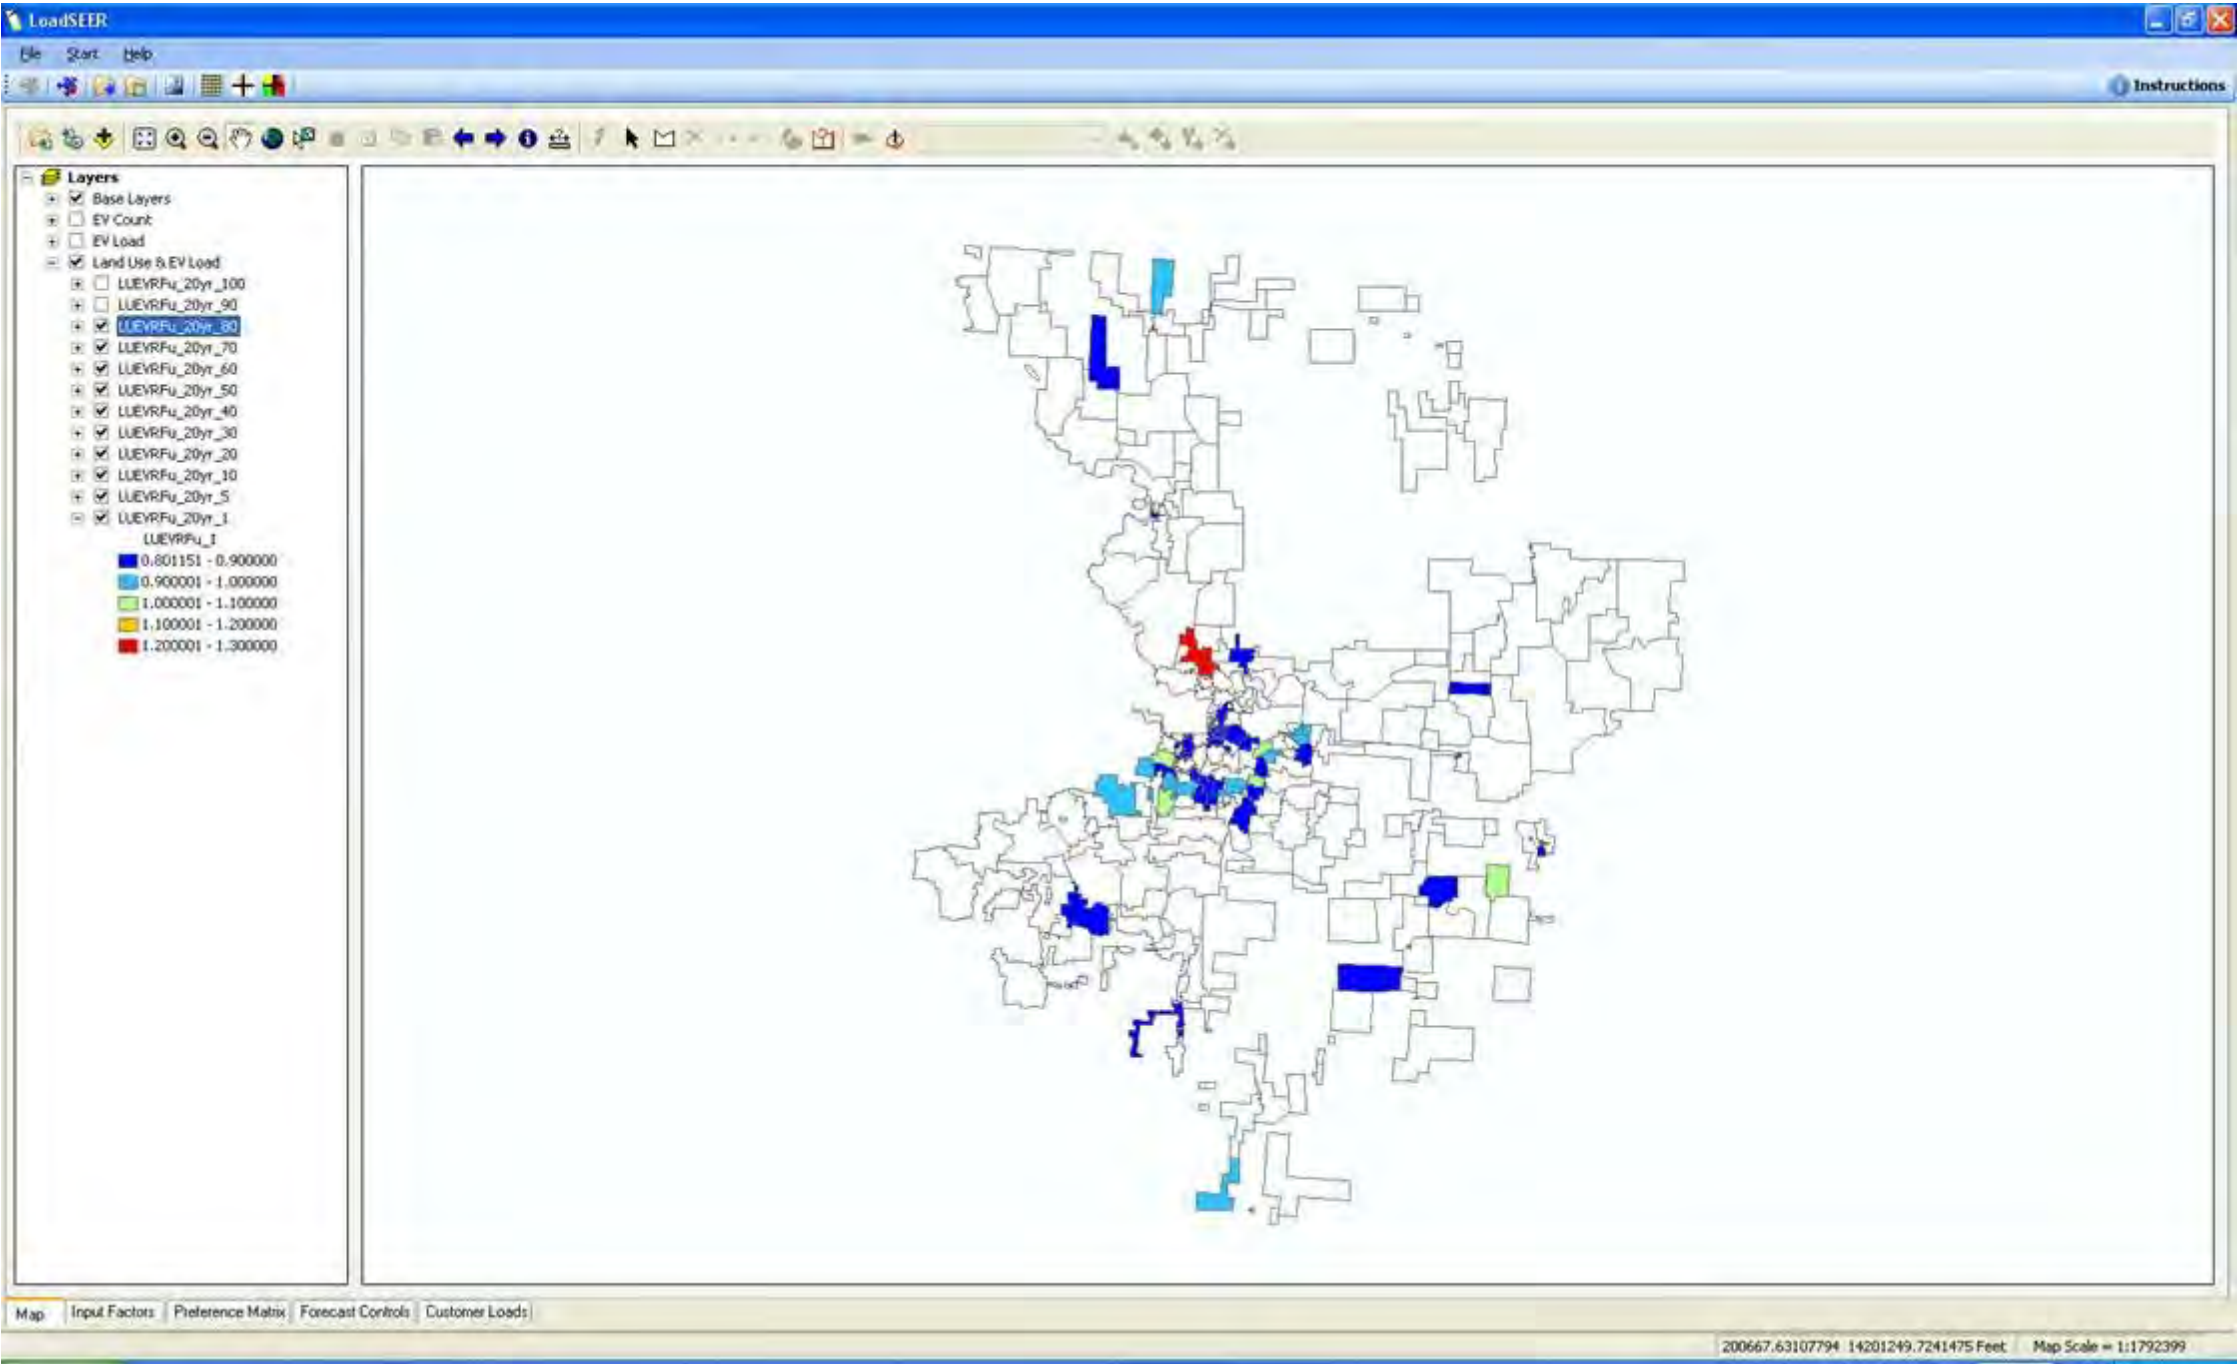 LoadSEER
File Start Help
Instructions
Layers
Base Layers
EV Count
EV Load
Land Use & EV Load
LUEVRFu_20yr_100
LUEVRFu_20yr_90
LUEVRFu_20yr_80
LUEVRFu_20yr_70
LUEVRFu_20yr_60
LUEVRFu_20yr_50
LUEVRFu_20yr_40
LUEVRFu_20yr_30
LUEVRFu_20yr_20
LUEVRFu_20yr_10
LUEVRFu_20yr_5
LUEVRFu_20yr_1
LUEVRFu_1
0.801151 - 0.900000
0.900001 - 1.000000
1.000001 - 1.100000
1.100001 - 1.200000
1.200001 - 1.300000
Map Input Factors Preference Matrix Forecast Controls Customer Loads
200667.63107794 14201249.7241475 Feet Map Scale = 1:1792399